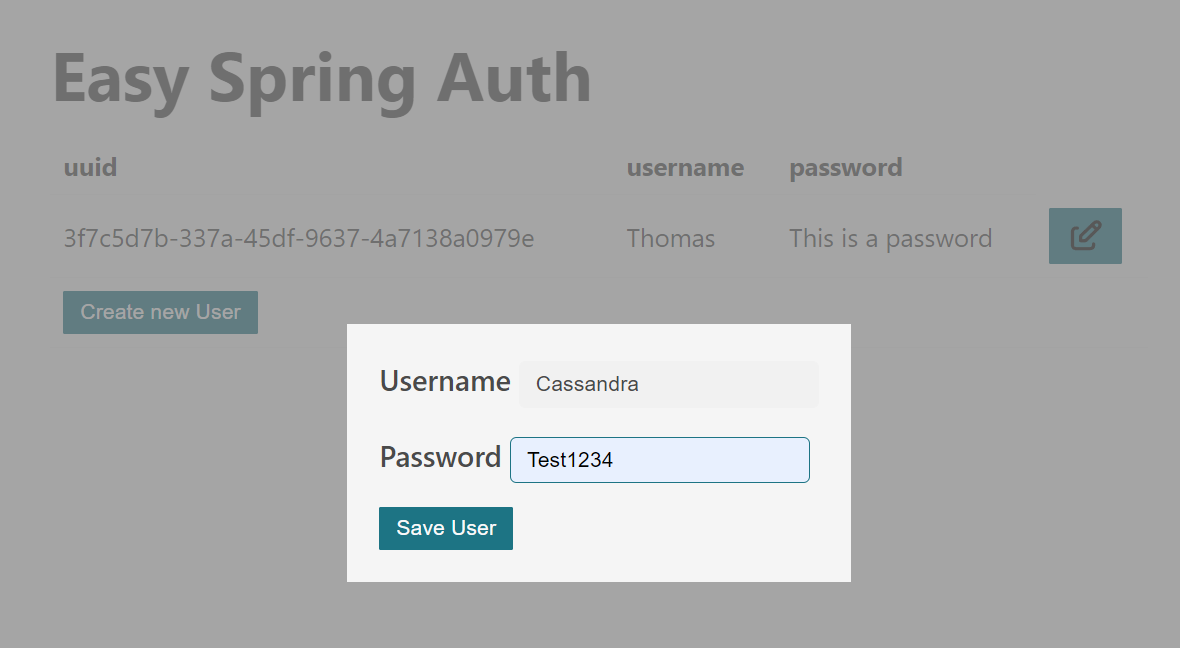 Easy Spring Auth
uuid username password
3f7c5d7b-337a-45df-9637-4a7138a0979e Thomas This is a password
Create new User
Username Cassandra
Password Test1234
Save User